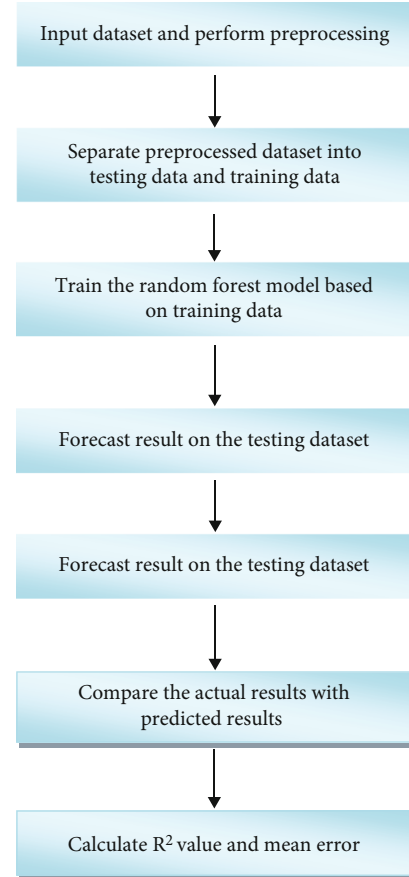 Input dataset and perform preprocessing
Separate preprocessed dataset into
testing data and training data
Train the random forest model based
on training data
Forecast result on the testing dataset
Forecast result on the testing dataset
Compare the actual results with
predicted results
Calculate R² value and mean error